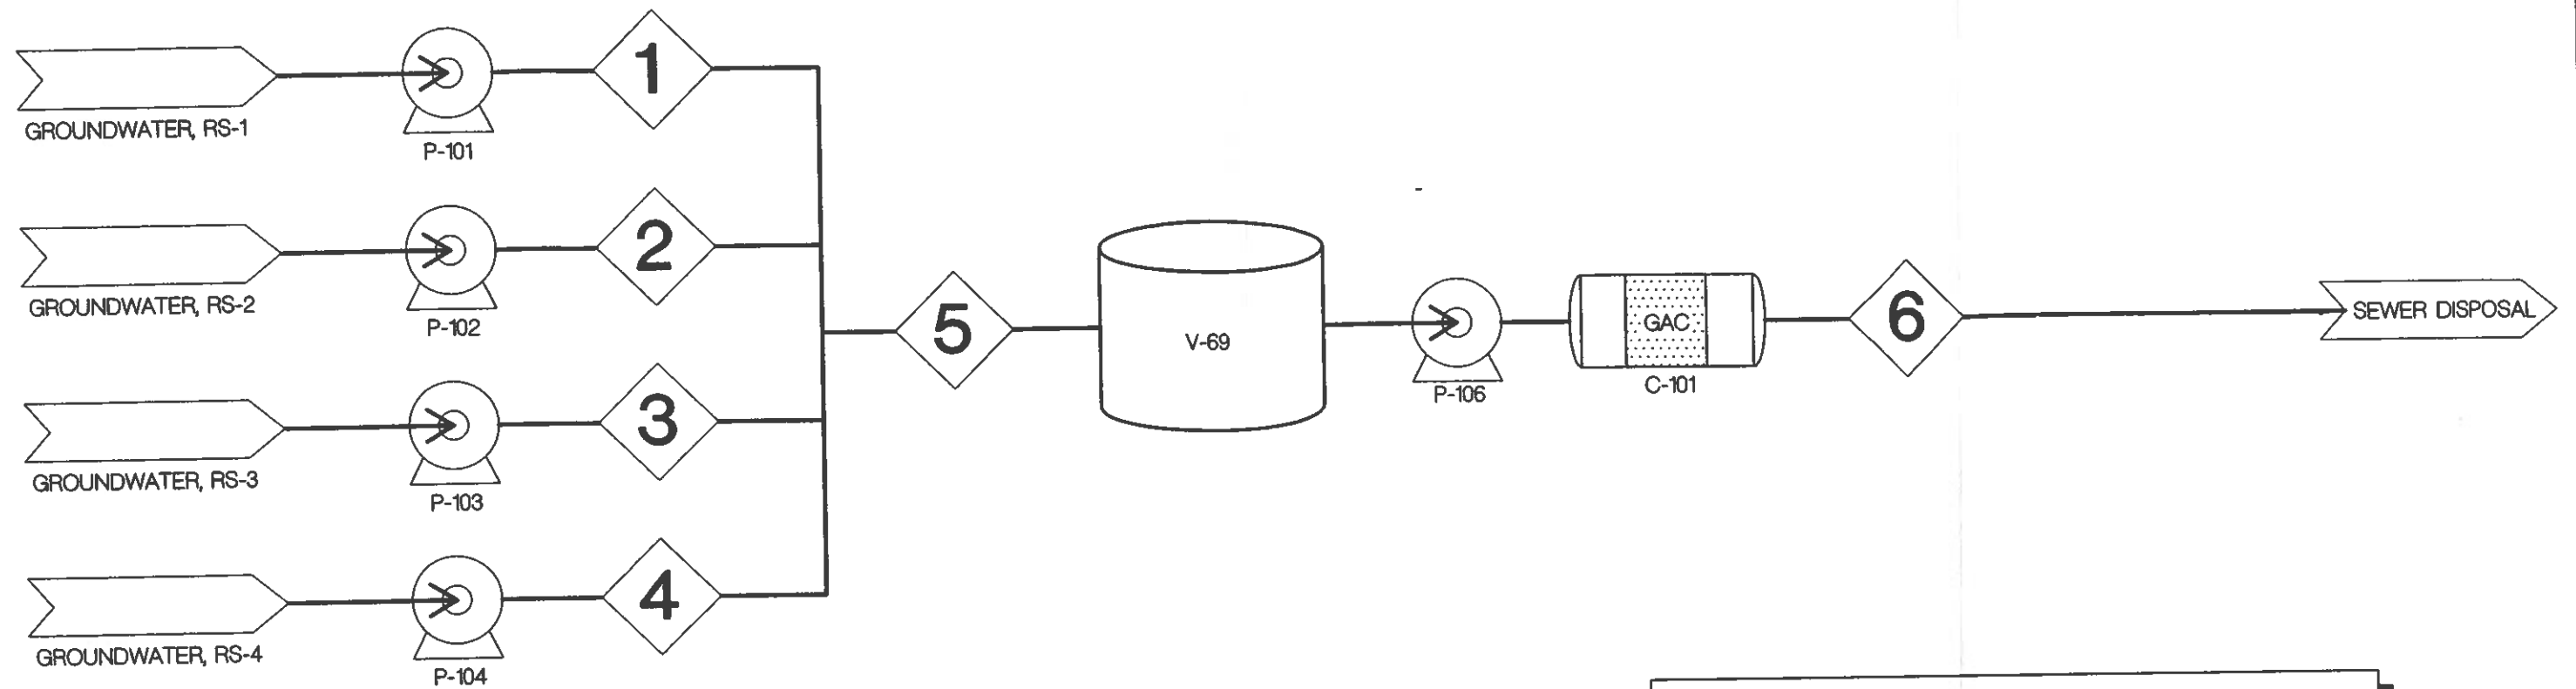 1
GROUNDWATER, RS-1
P-101
2
GROUNDWATER, RS-2
P-102
3
GROUNDWATER, RS-3
P-103
4
GROUNDWATER, RS-4
P-104
5
V-69
P-106
GAC
C-101
6
SEWER DISPOSAL